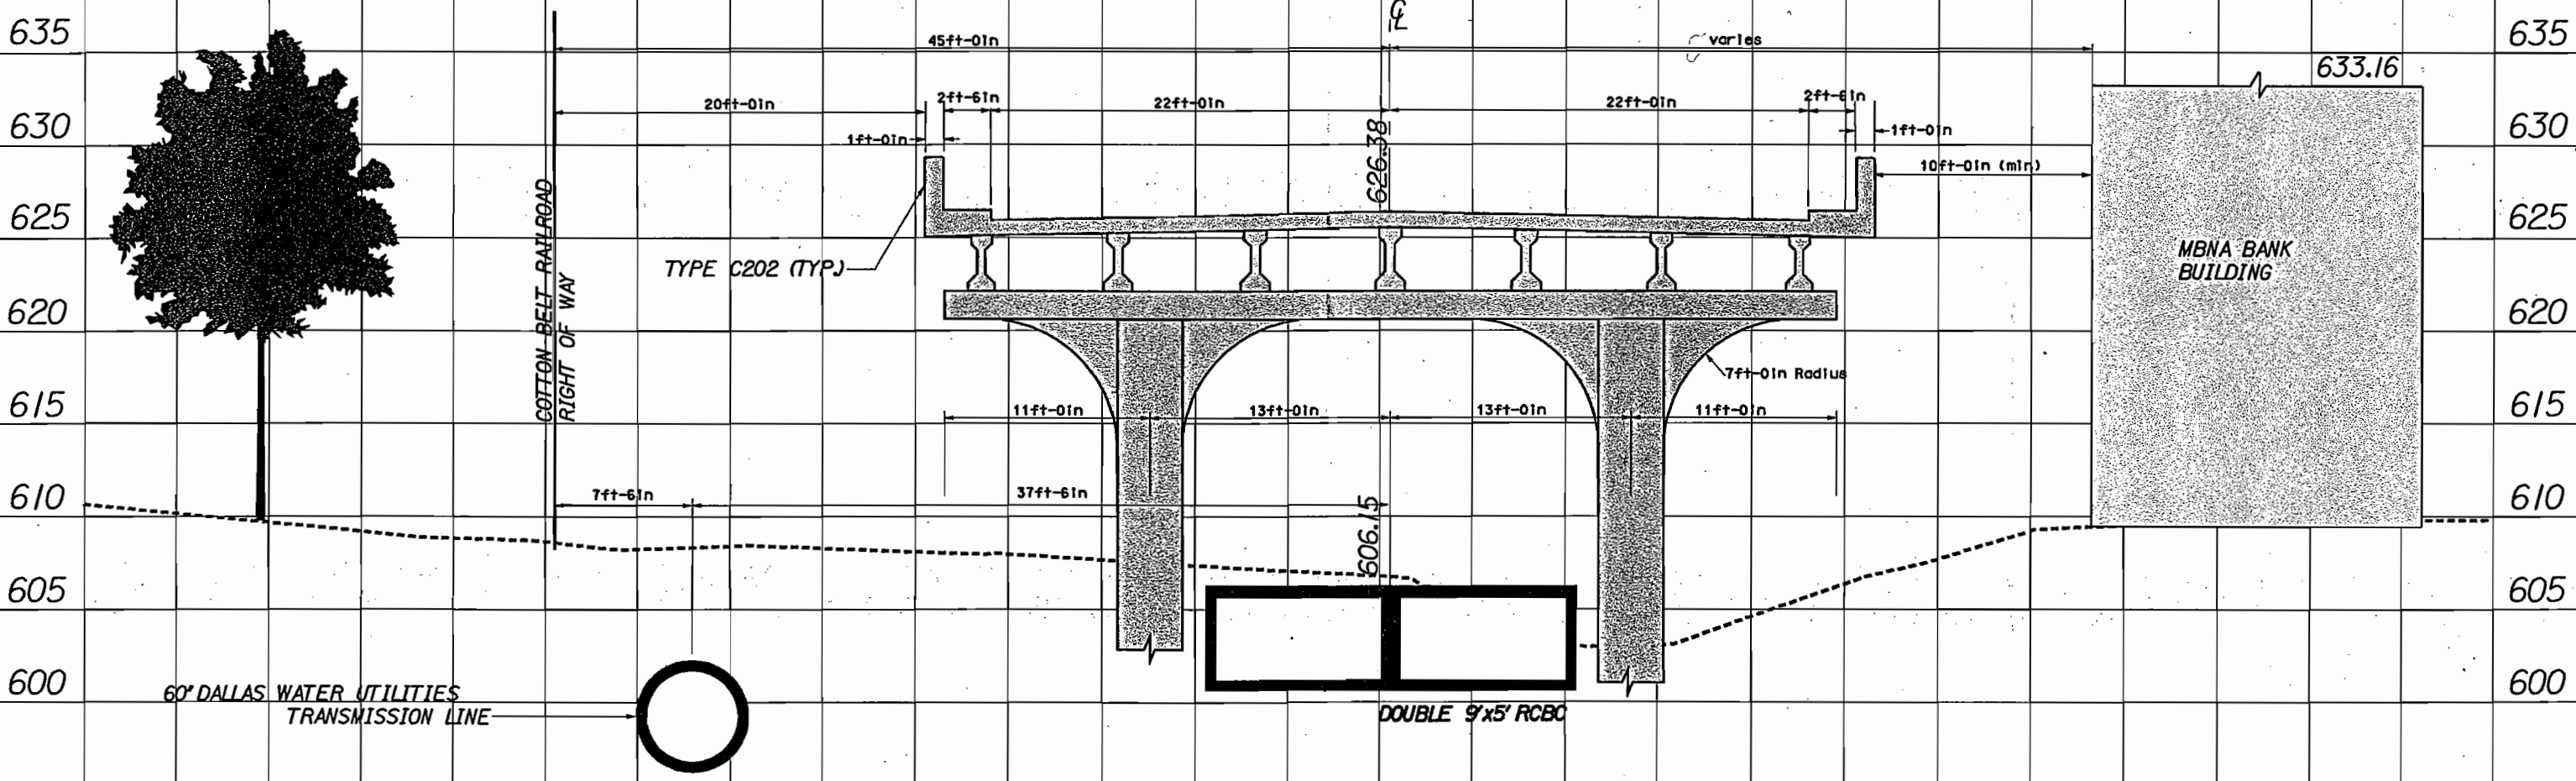 635
630
625
620
615
610
605
600
℄
45ft-0in
varies
20ft-0in
2ft-6in
22ft-0in
22ft-0in
2ft-6in
1ft-0in
1ft-0in
626.38
633.16
10ft-0in (min)
COTTON BELT RAILROAD
RIGHT OF WAY
TYPE C202 (TYP.)
MBNA BANK
BUILDING
7ft-0in Radius
11ft-0in
13ft-0in
13ft-0in
11ft-0in
7ft-6in
37ft-6in
606.15
60" DALLAS WATER UTILITIES
TRANSMISSION LINE
DOUBLE 9'x5' RCBC
635
630
625
620
615
610
605
600